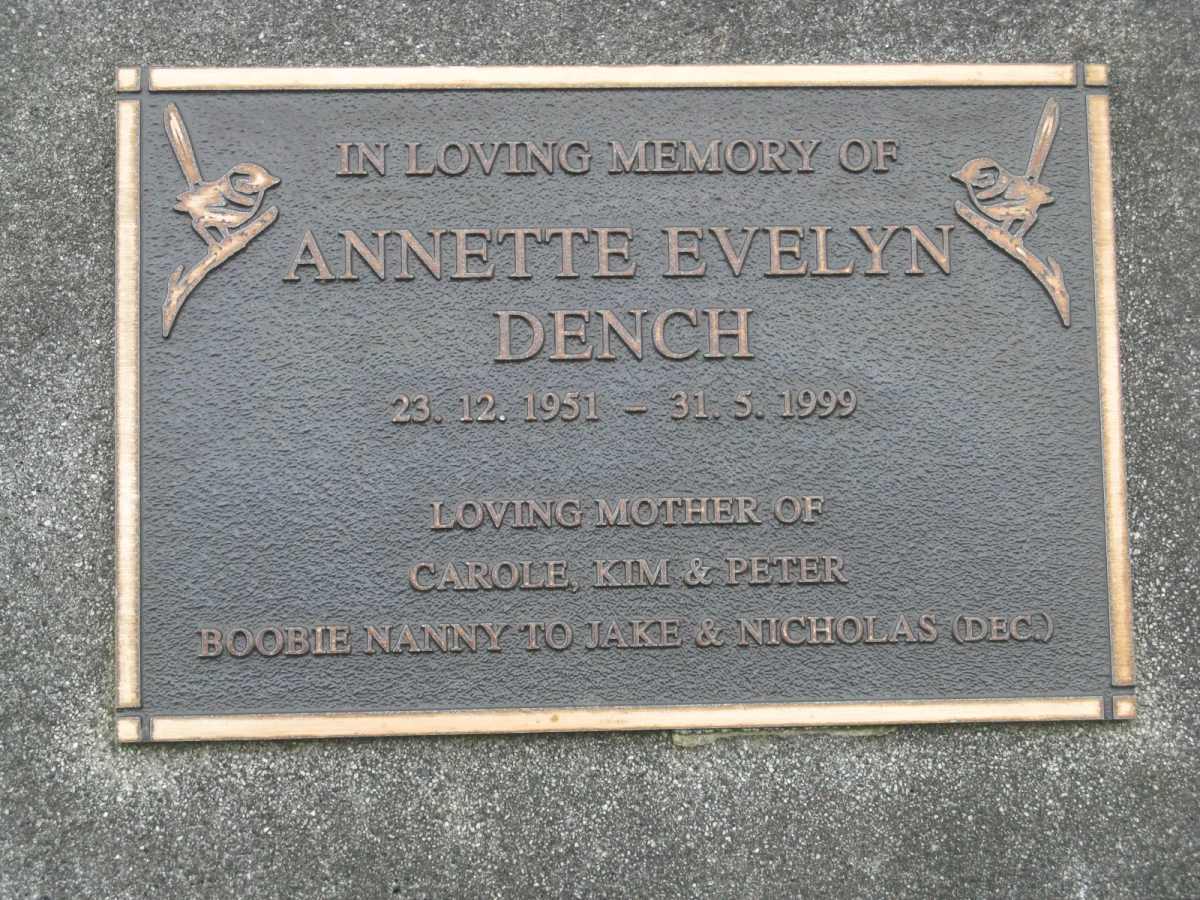 IN LOVING MEMORY OF
ANNETTE EVELYN
DENCH
23. 12. 1951 – 31. 5. 1999
LOVING MOTHER OF
CAROLE, KIM & PETER
BOOBIE NANNY TO JAKE & NICHOLAS (DEC.)